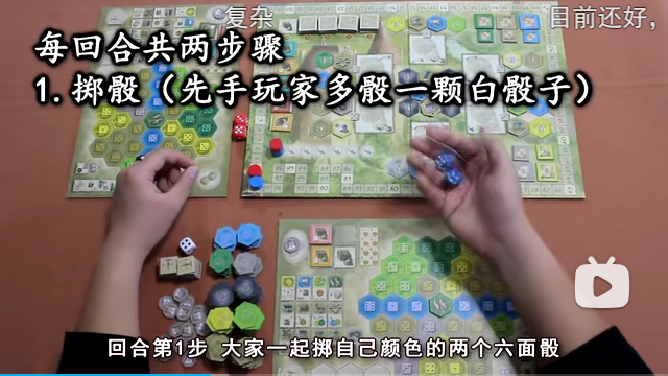 复杂
目前还好，
每回合共两步骤
1.掷骰（先手玩家多骰一颗白骰子）
回合第1步 大家一起掷自己颜色的两个六面骰